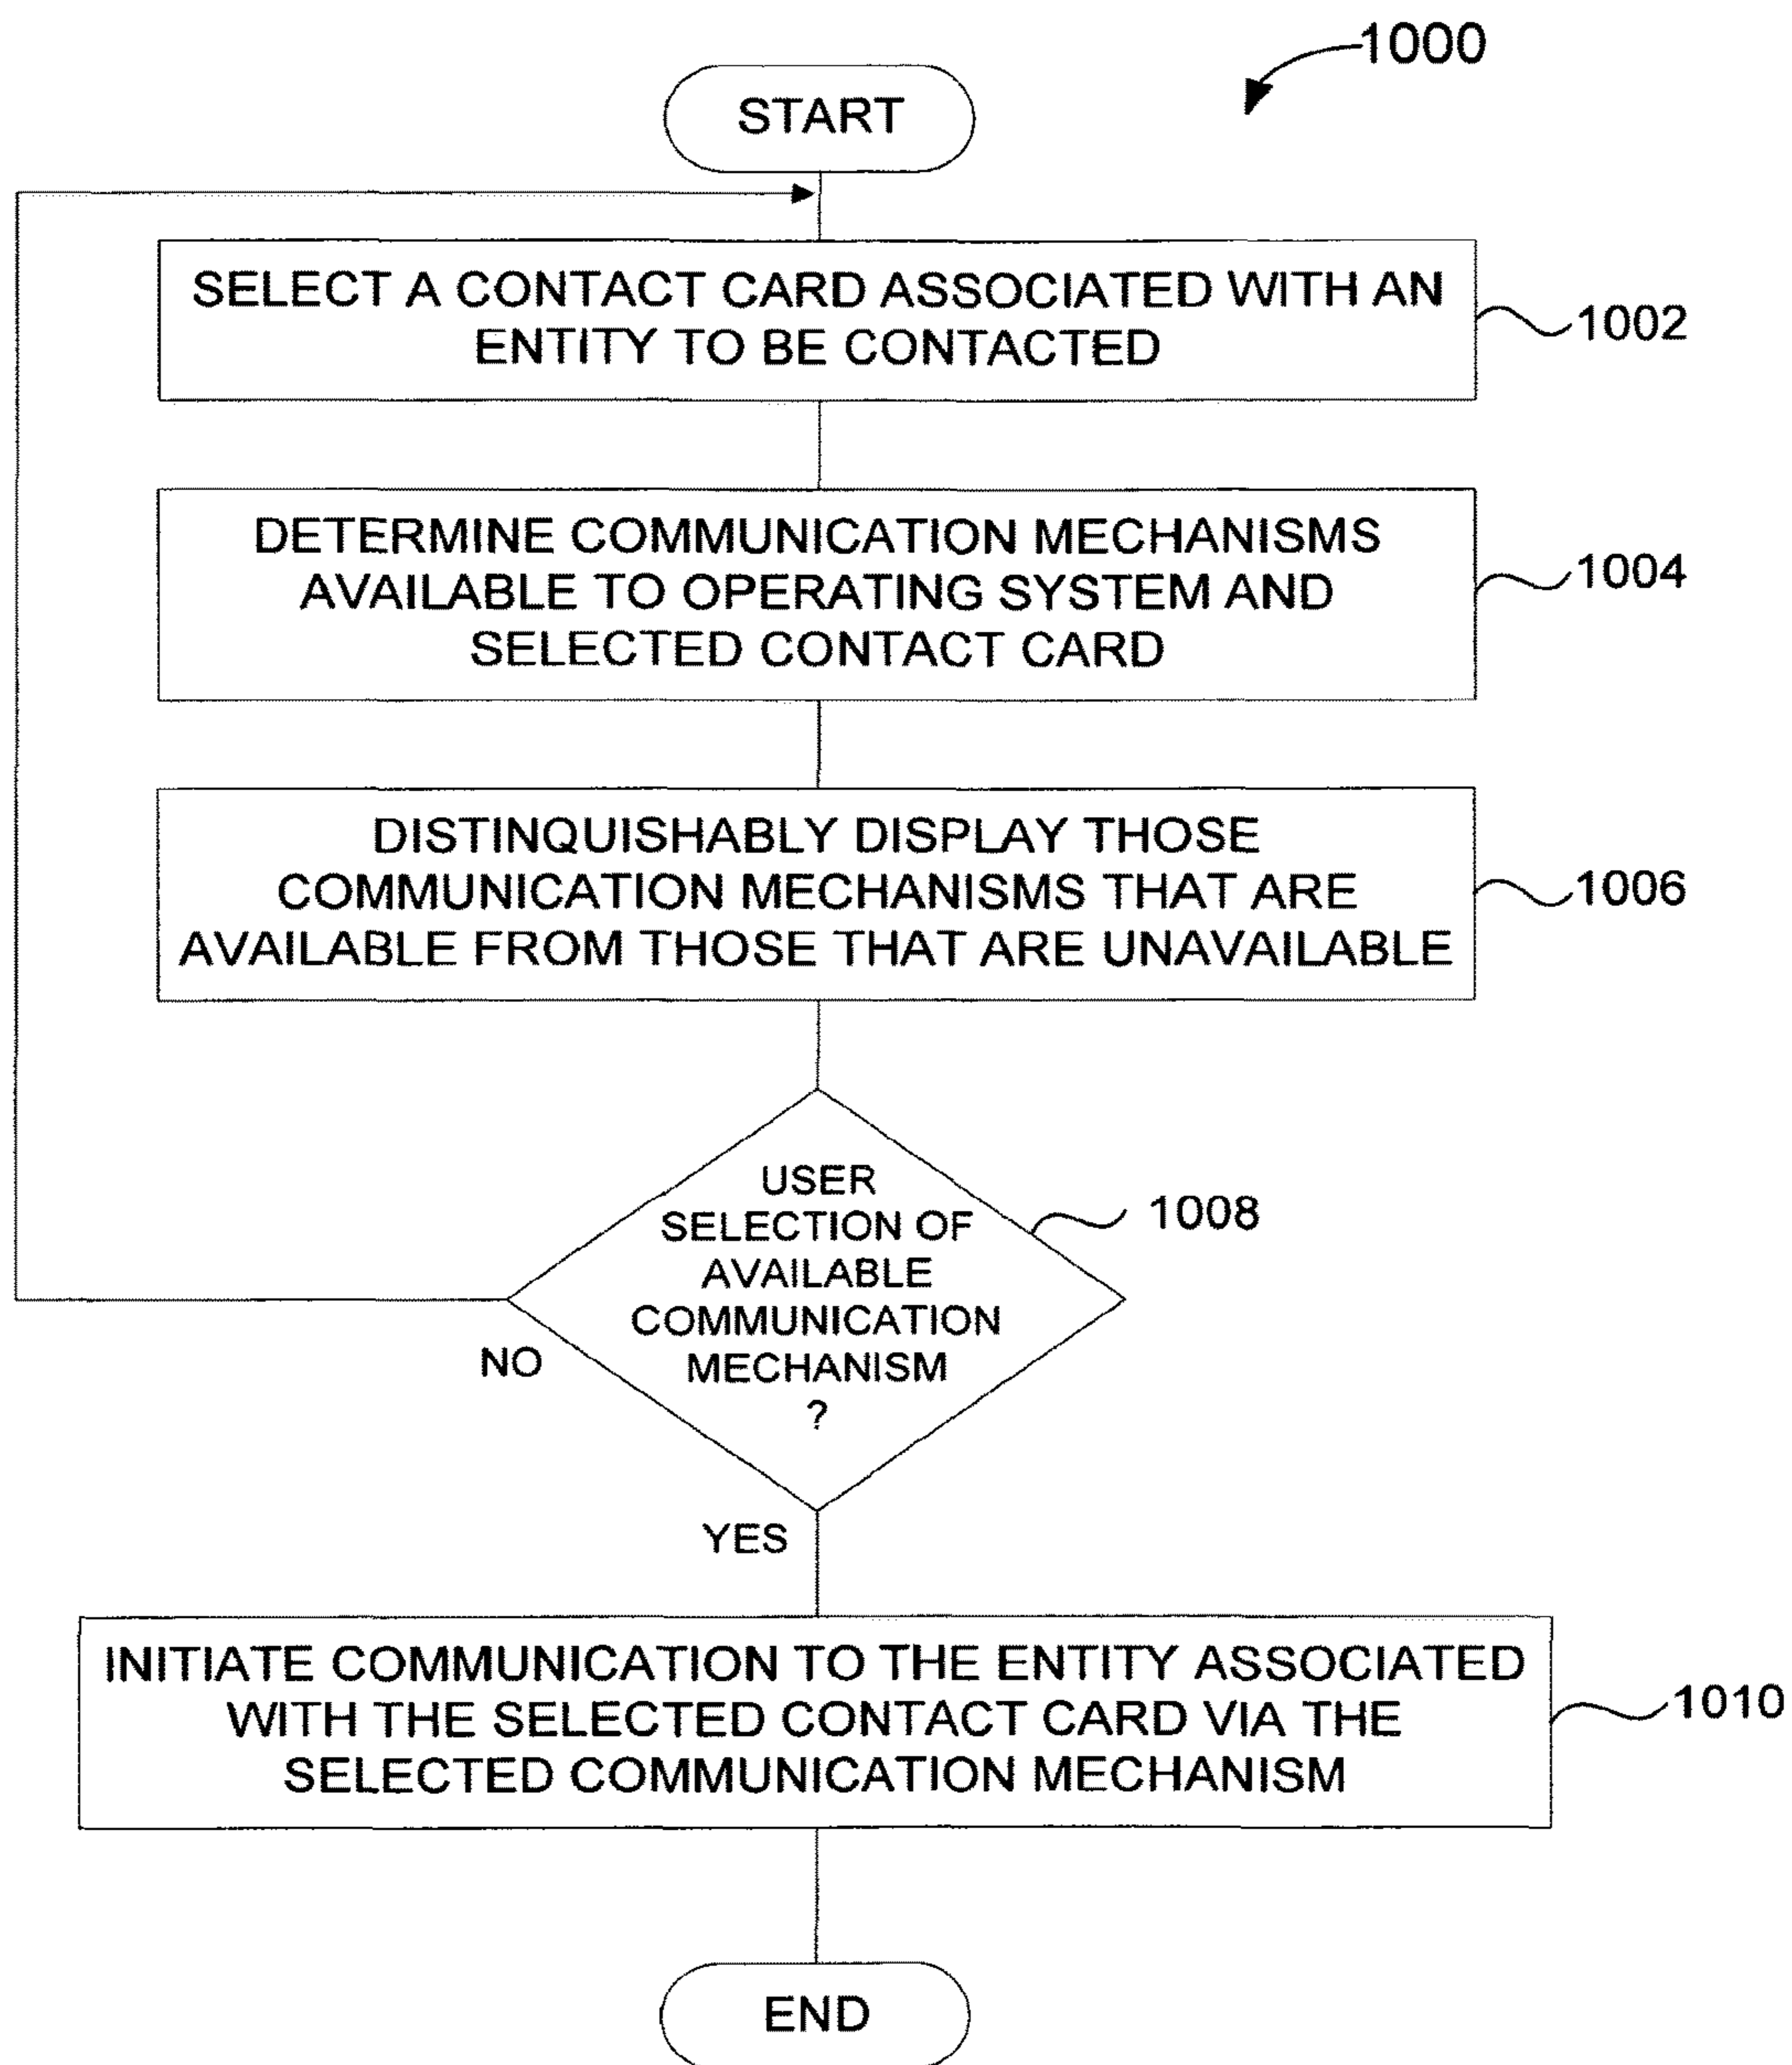 1000
START
SELECT A CONTACT CARD ASSOCIATED WITH AN
ENTITY TO BE CONTACTED
1002
DETERMINE COMMUNICATION MECHANISMS
AVAILABLE TO OPERATING SYSTEM AND
SELECTED CONTACT CARD
1004
DISTINQUISHABLY DISPLAY THOSE
COMMUNICATION MECHANISMS THAT ARE
AVAILABLE FROM THOSE THAT ARE UNAVAILABLE
1006
USER
SELECTION OF
AVAILABLE
COMMUNICATION
MECHANISM
?
1008
NO
YES
INITIATE COMMUNICATION TO THE ENTITY ASSOCIATED
WITH THE SELECTED CONTACT CARD VIA THE
SELECTED COMMUNICATION MECHANISM
1010
END